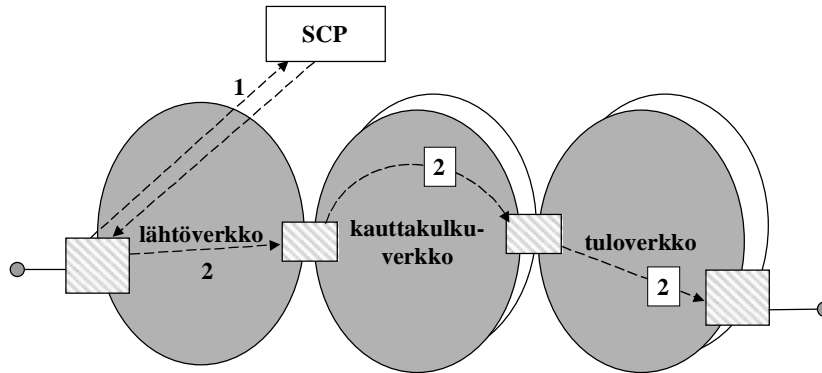 SCP
1
2
lähtöverkko
kauttakulku-
verkko
tuloverkko
2
2